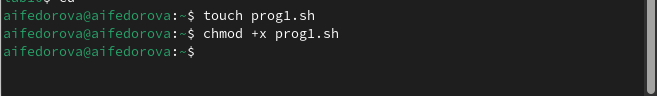 aifedorova@aifedorova:~$ touch prog1.sh
aifedorova@aifedorova:~$ chmod +x prog1.sh
aifedorova@aifedorova:~$